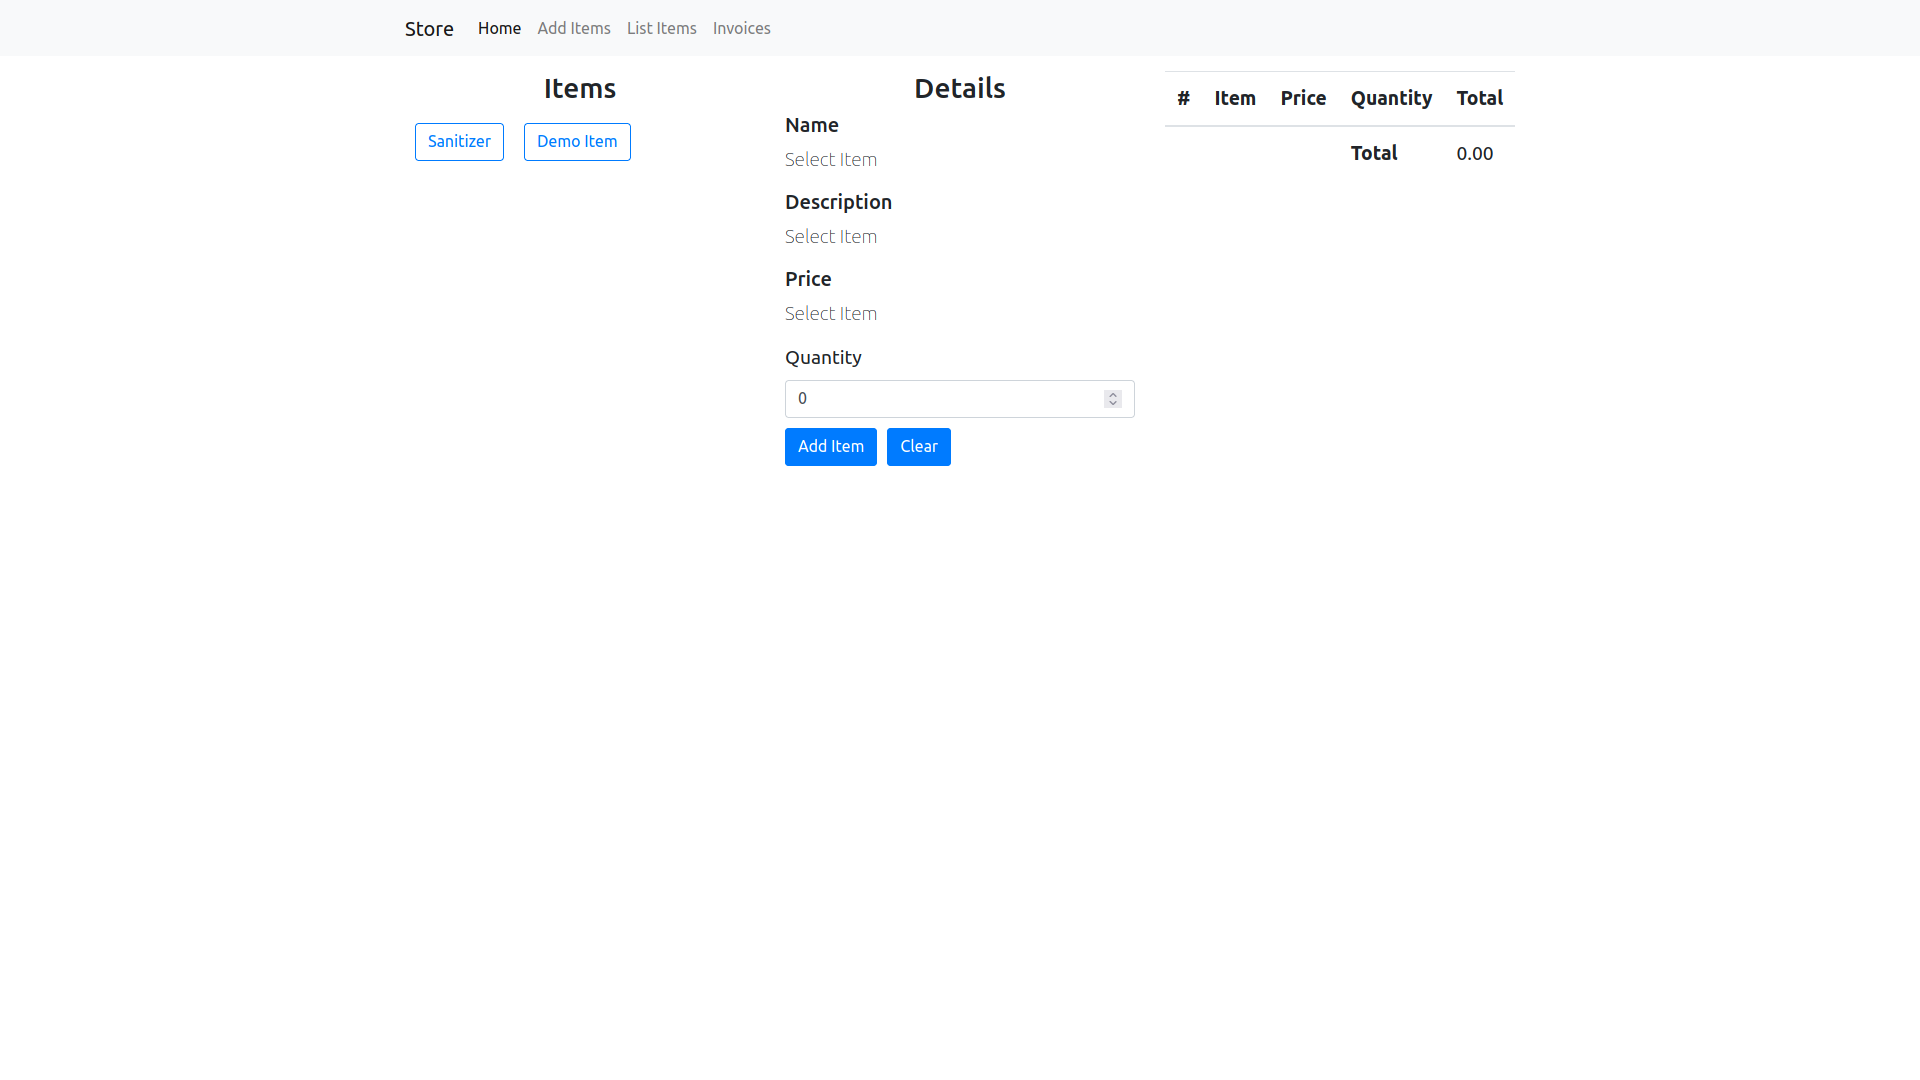 Store Home Add Items List Items Invoices
Items
Sanitizer Demo Item
Details
Name
Select Item
Description
Select Item
Price
Select Item
Quantity
0
Add Item Clear
# Item Price Quantity Total
Total 0.00